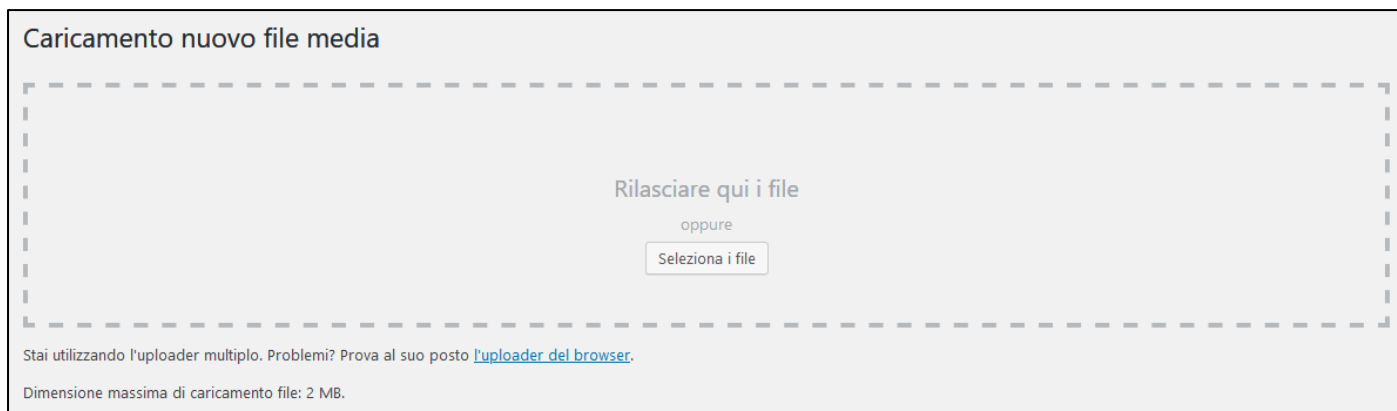 Caricamento nuovo file media
Rilasciare qui i file
oppure
Seleziona i file
Stai utilizzando l'uploader multiplo. Problemi? Prova al suo posto l'uploader del browser.
Dimensione massima di caricamento file: 2 MB.